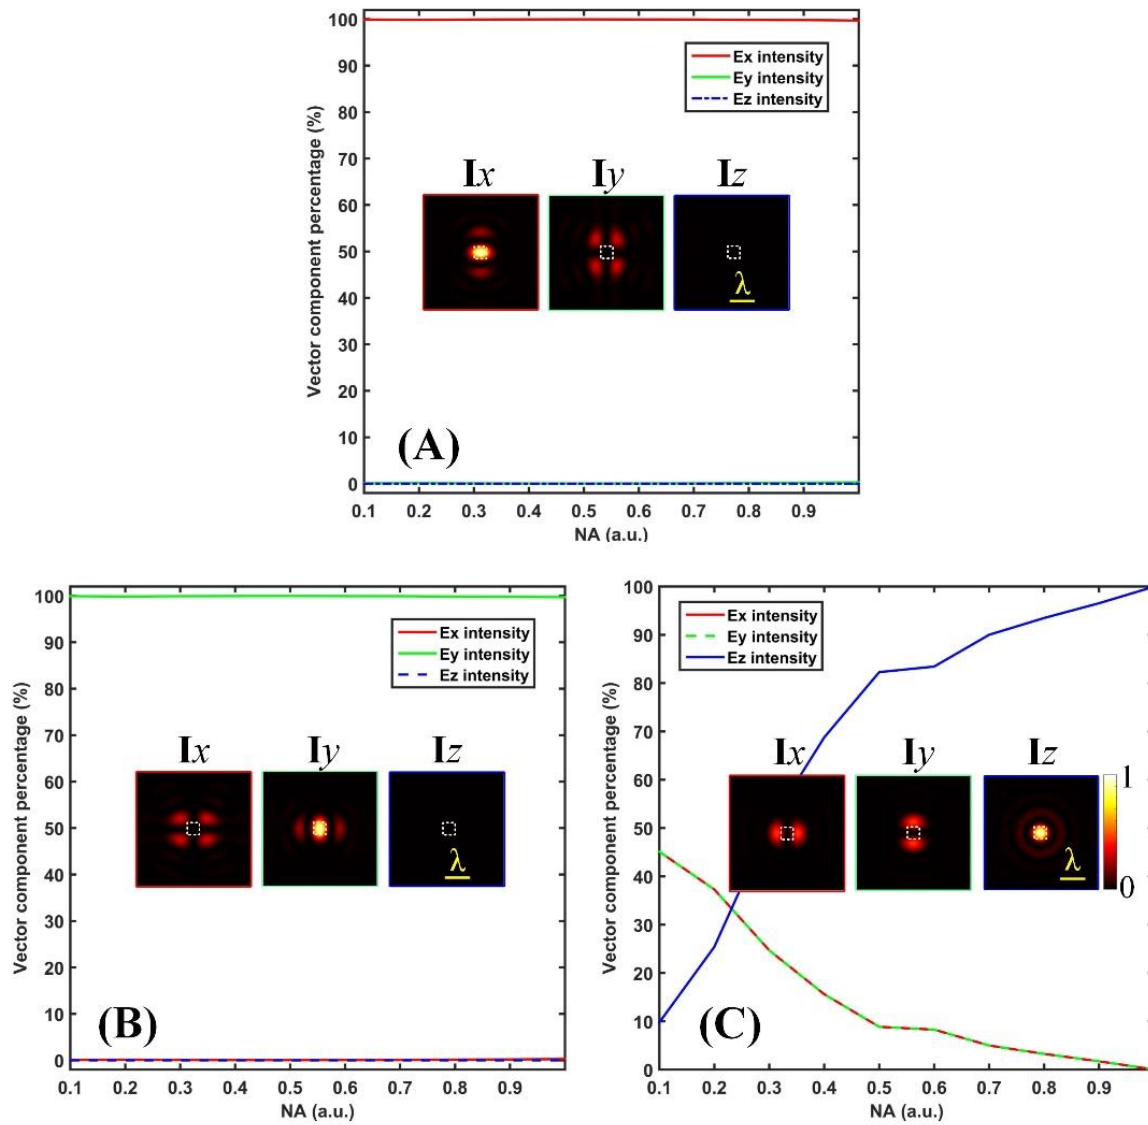 100
90
80
70
60
50
40
30
20
10
0
Vector component percentage (%)
Ex intensity
Ey intensity
Ez intensity
Ix Iy Iz
λ
(A)
0.1 0.2 0.3 0.4 0.5 0.6 0.7 0.8 0.9
NA (a.u.)
100
90
80
70
60
50
40
30
20
10
0
Vector component percentage (%)
Ex intensity
Ey intensity
Ez intensity
Ix Iy Iz
λ
(B)
0.1 0.2 0.3 0.4 0.5 0.6 0.7 0.8 0.9
NA (a.u.)
100
90
80
70
60
50
40
30
20
10
0
Vector component percentage (%)
Ex intensity
Ey intensity
Ez intensity
Ix Iy Iz
1
λ
0
(C)
0.1 0.2 0.3 0.4 0.5 0.6 0.7 0.8 0.9
NA (a.u.)